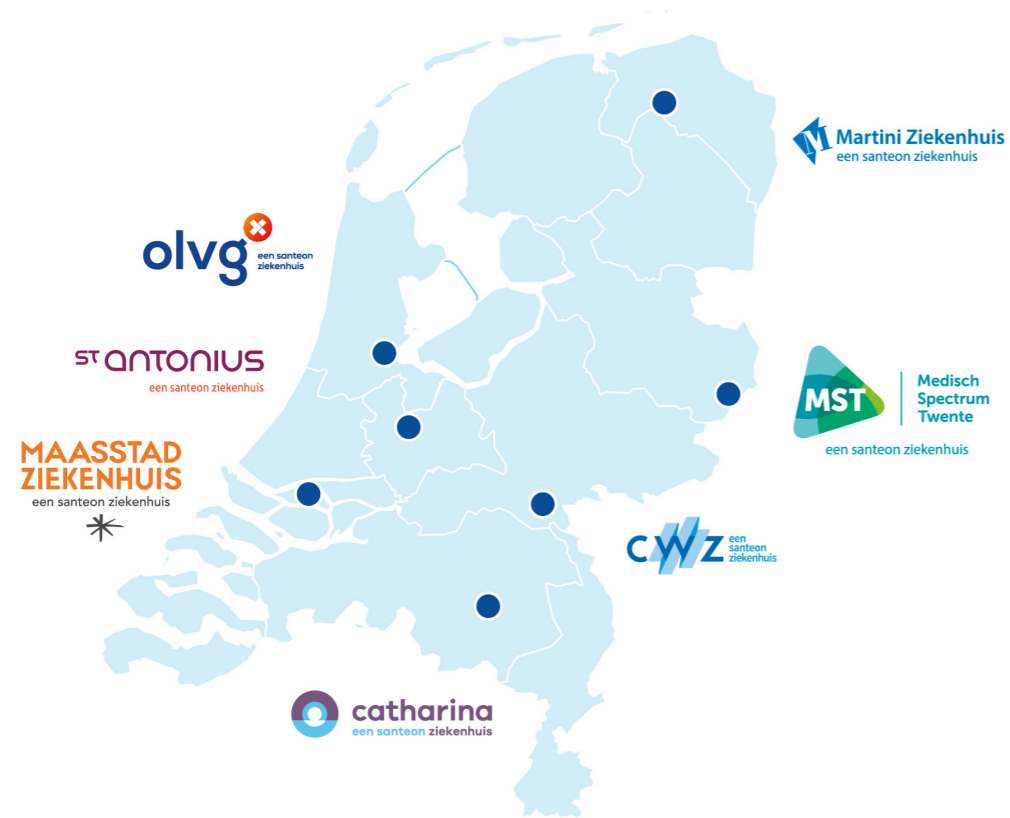 Martini Ziekenhuis
een santeon ziekenhuis
olvg
een santeon
ziekenhuis
ST ANTONIUS
een santeon ziekenhuis
MST
Medisch
Spectrum
Twente
een santeon ziekenhuis
MAASSTAD
ZIEKENHUIS
een santeon ziekenhuis
CWZ
een
santeon
ziekenhuis
catharina
een santeon ziekenhuis